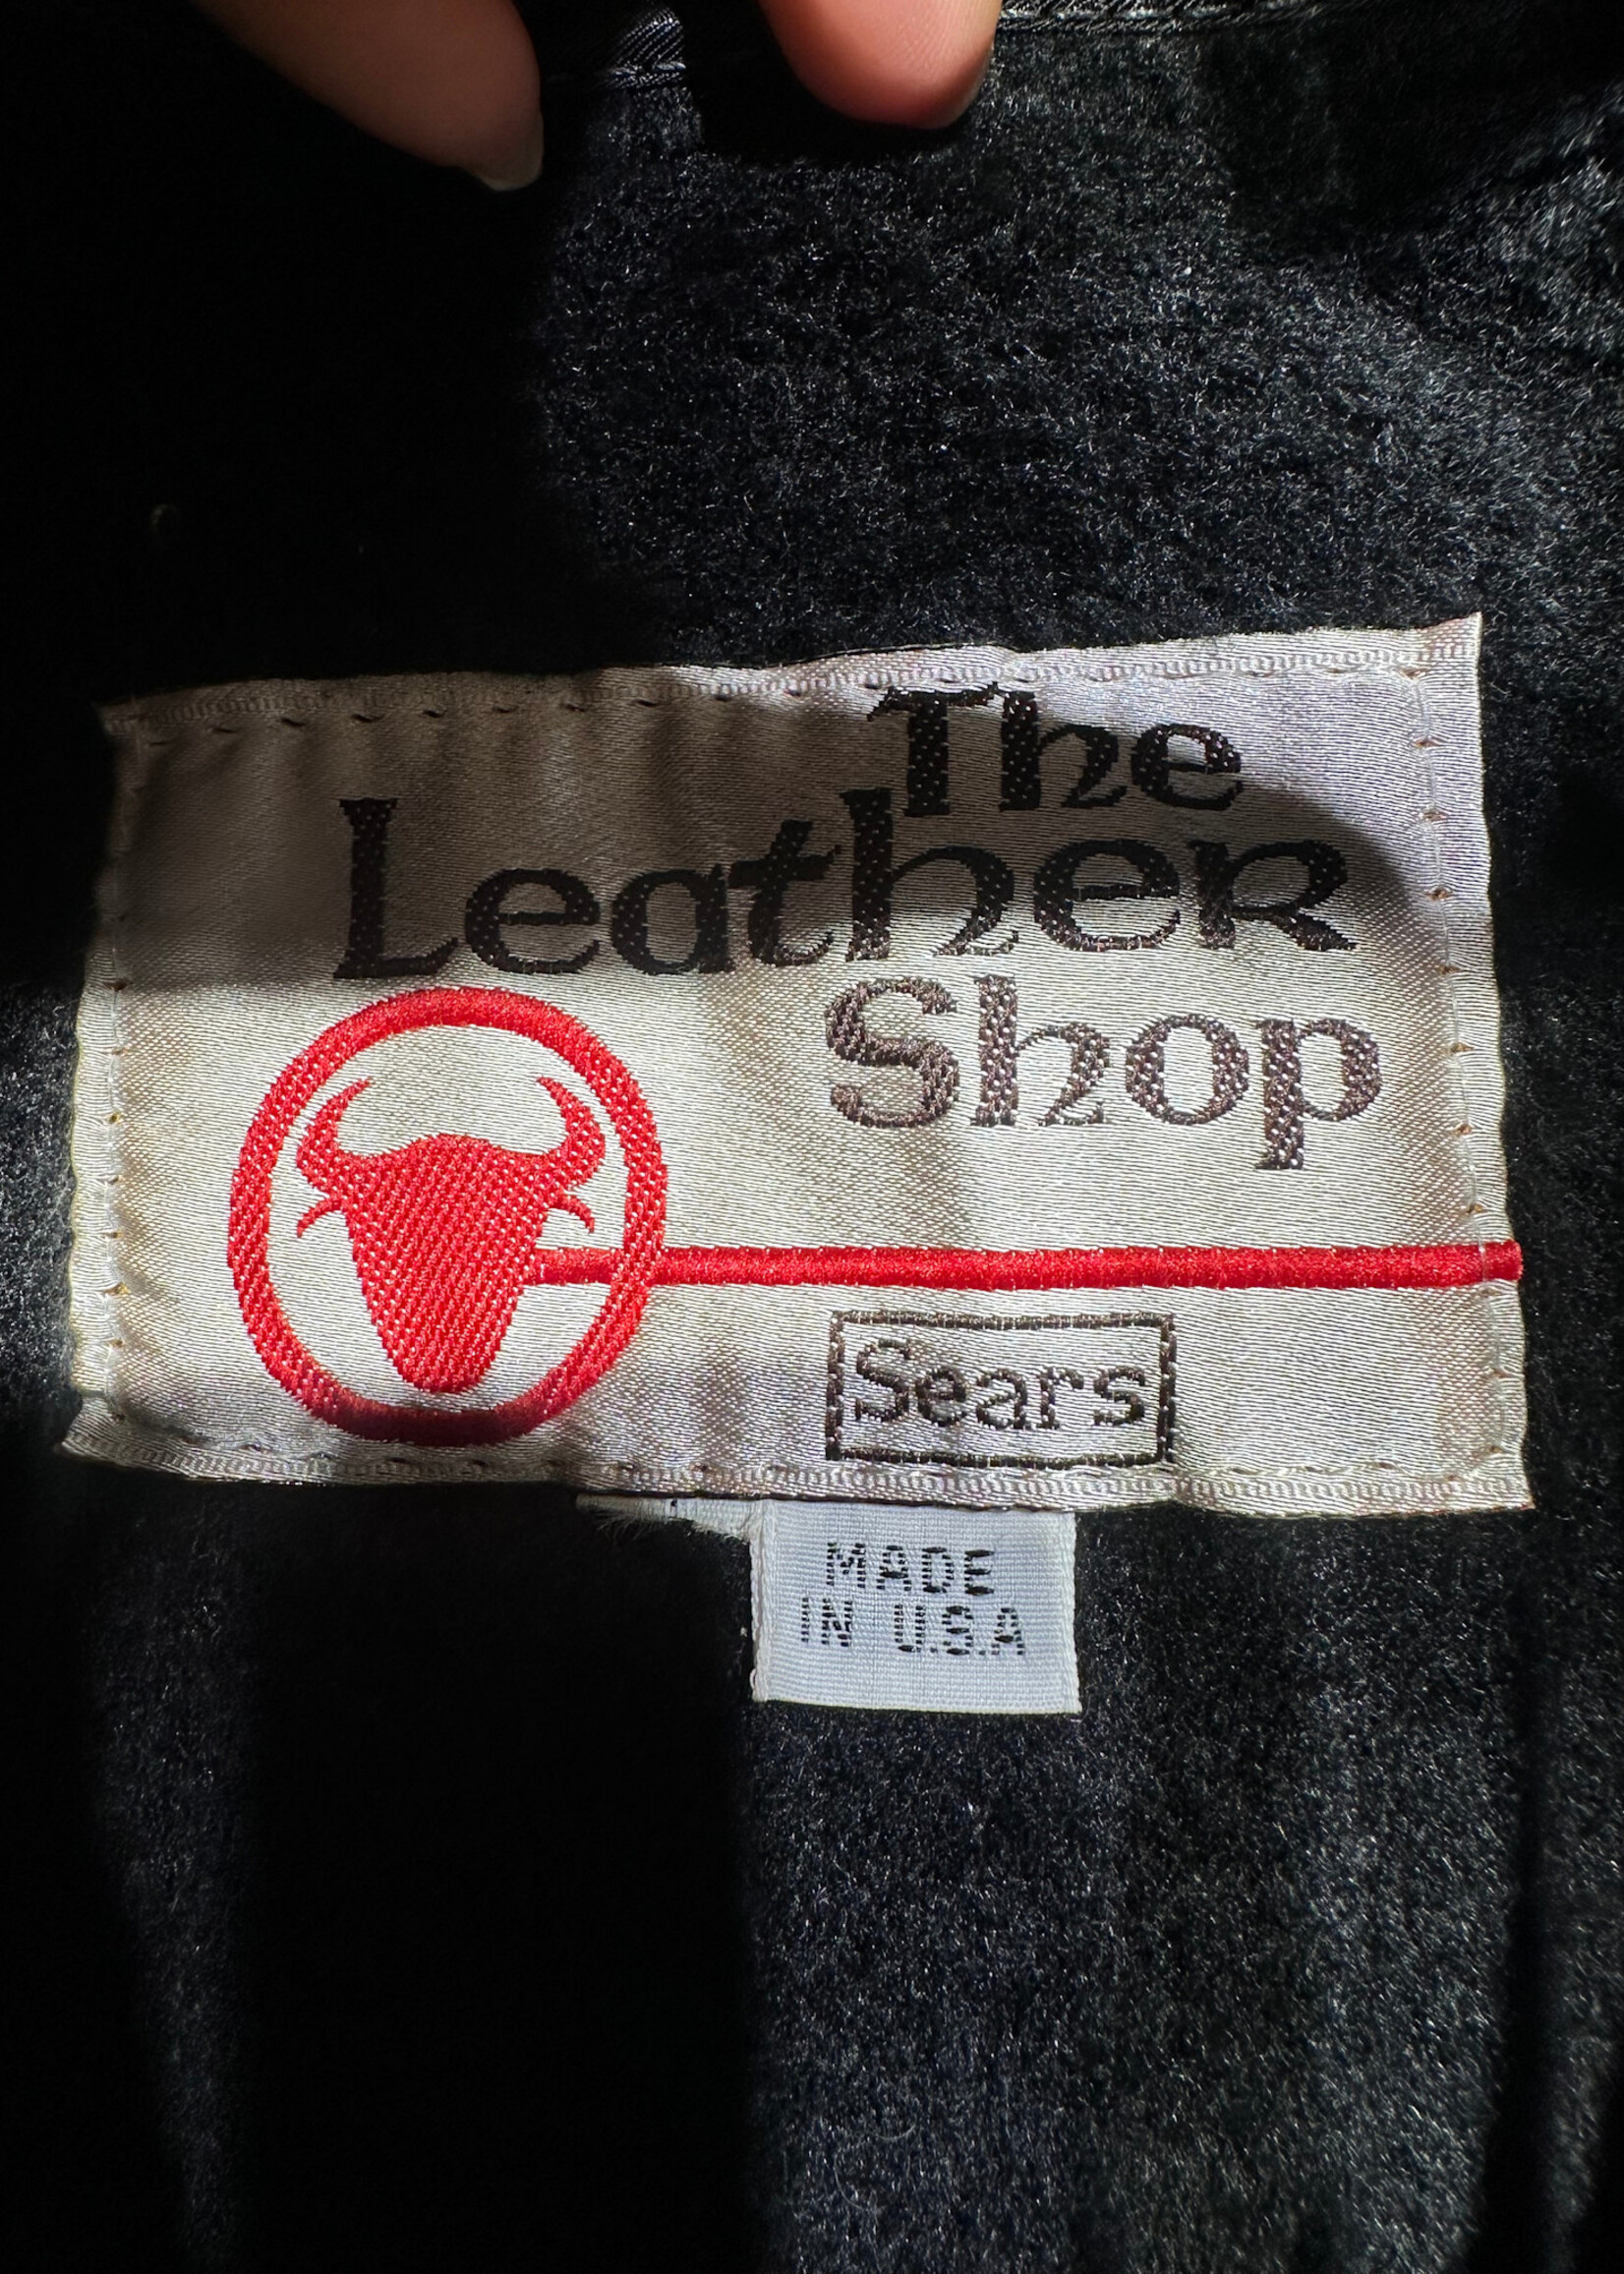 The
Leather
Shop
Sears
MADE
IN U.S.A